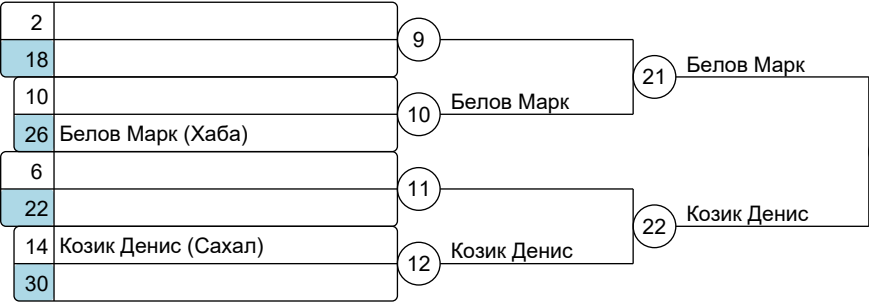 2
18
9
10
26 Белов Марк (Хаба)
10 Белов Марк
21 Белов Марк
6
22
11
14 Козик Денис (Сахал)
30
12 Козик Денис
22 Козик Денис